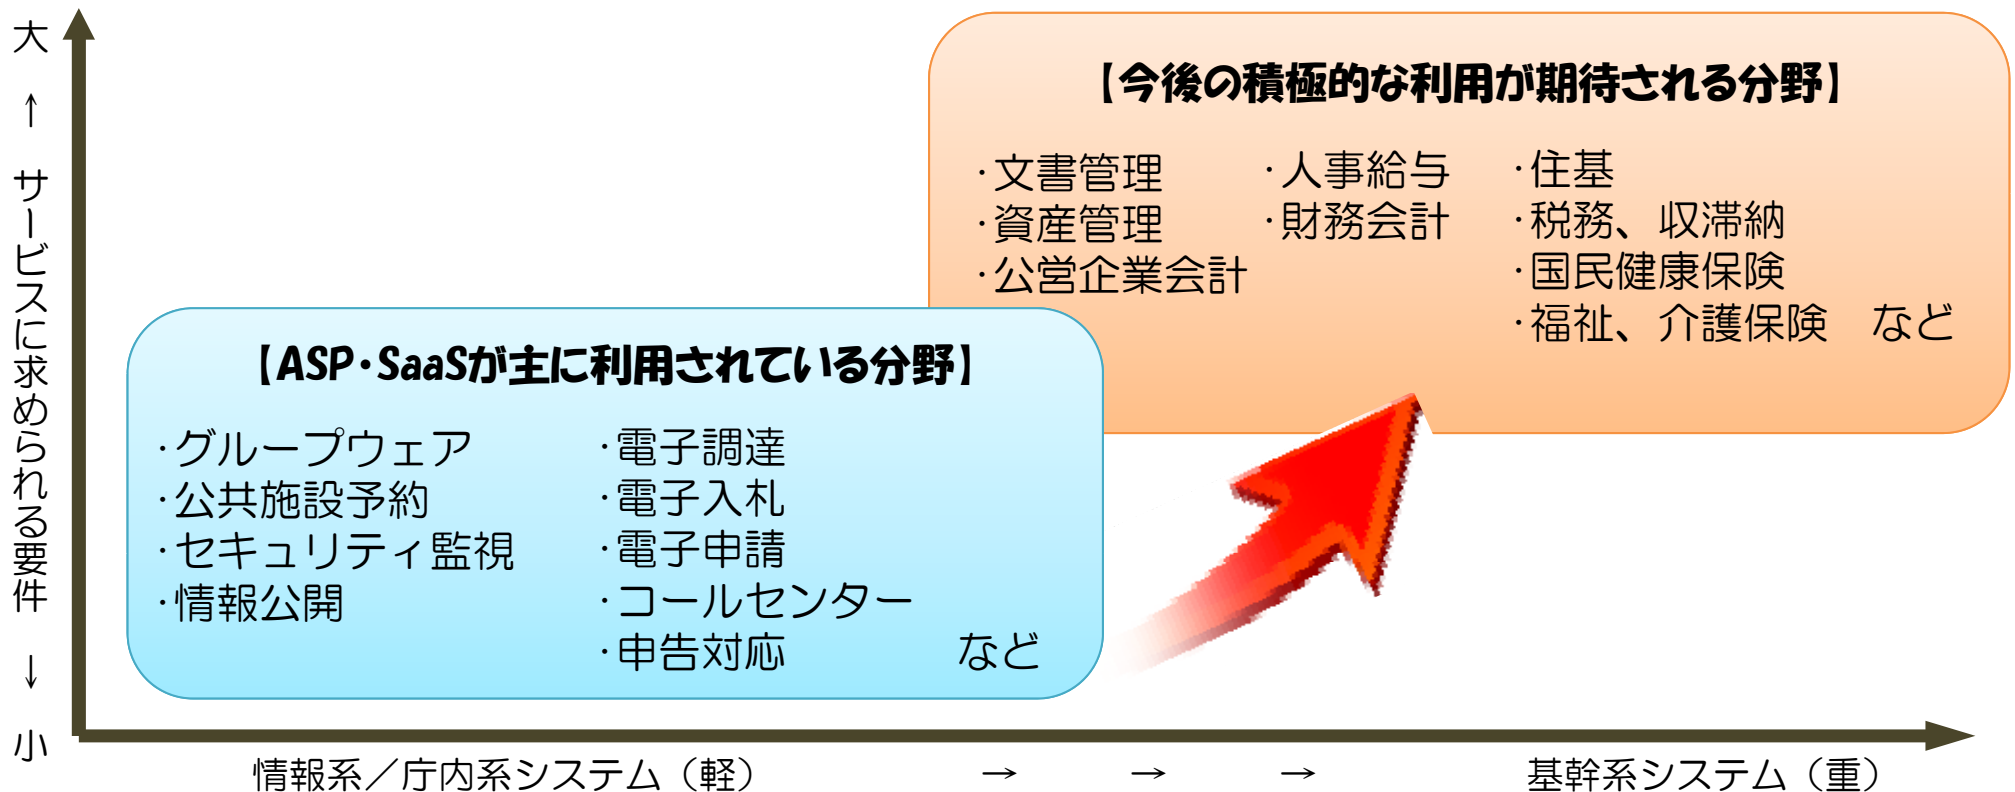 大 ↑ サービスに求められる要件 ↓ 小
【今後の積極的な利用が期待される分野】
・文書管理
・資産管理
・公営企業会計
・人事給与
・財務会計
・住基
・税務、収滞納
・国民健康保険
・福祉、介護保険 など
【ASP・SaaSが主に利用されている分野】
・グループウェア
・公共施設予約
・セキュリティ監視
・情報公開
・電子調達
・電子入札
・電子申請
・コールセンター
・申告対応 など
情報系／庁内系システム（軽） → → → 基幹系システム（重）